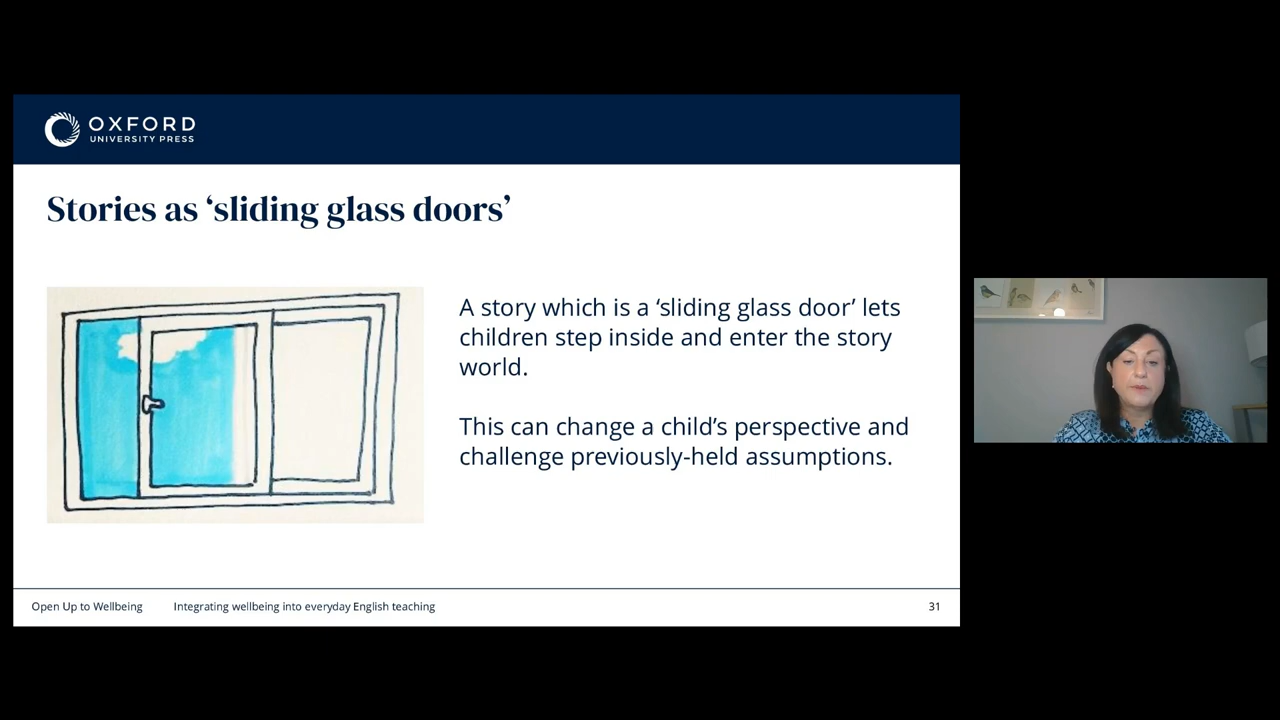 OXFORD
UNIVERSITY PRESS
Stories as ‘sliding glass doors’
A story which is a ‘sliding glass door’ lets
children step inside and enter the story
world.
This can change a child’s perspective and
challenge previously-held assumptions.
Open Up to Wellbeing Integrating wellbeing into everyday English teaching 31